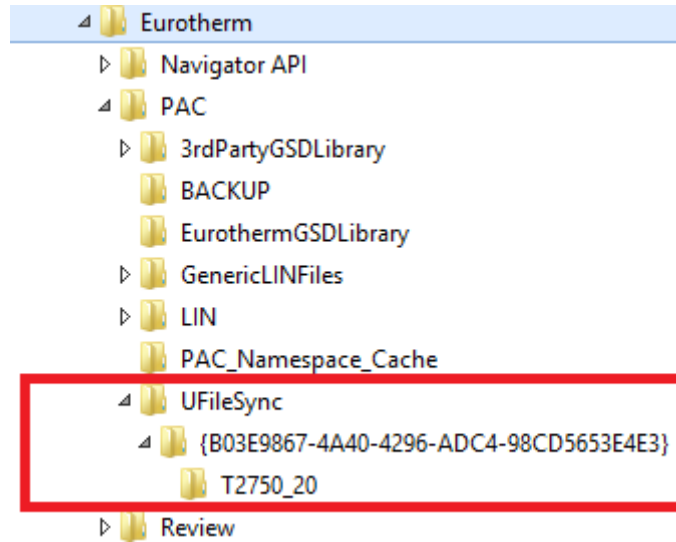 Eurotherm
Navigator API
PAC
3rdPartyGSDLibrary
BACKUP
EurothermGSDLibrary
GenericLINFiles
LIN
PAC_Namespace_Cache
UFileSync
{B03E9867-4A40-4296-ADC4-98CD5653E4E3}
T2750_20
Review